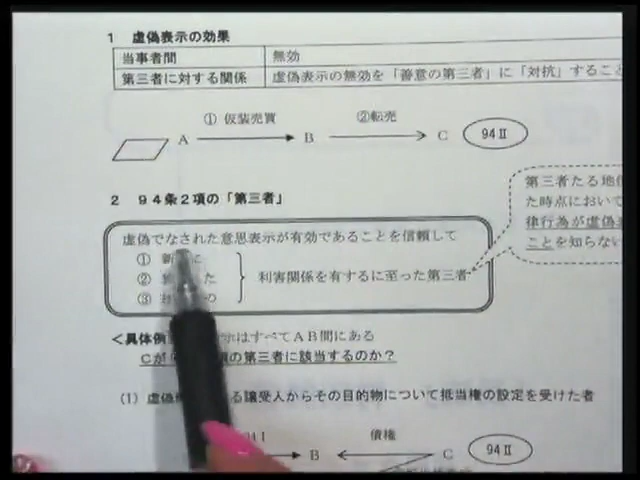 1 虚偽表示の効果
当事者間 無効
第三者に対する関係 虚偽表示の無効を「善意の第三者」に「対抗」すること
① 仮装売買 ②転売
A B C 94Ⅱ
2 94条2項の「第三者」
第三者たる地位
た時点において
律行為が虚偽
ことを知らない
虚偽でなされた意思表示が有効であることを信頼して
①
② た
③ の
利害関係を有するに至った第三者
<具体例 示はすべてAB間にある
Cが 項の第三者に該当するのか?
(1) 虚偽 る譲受人からその目的物について抵当権の設定を受けた者
債権
B C 94Ⅱ